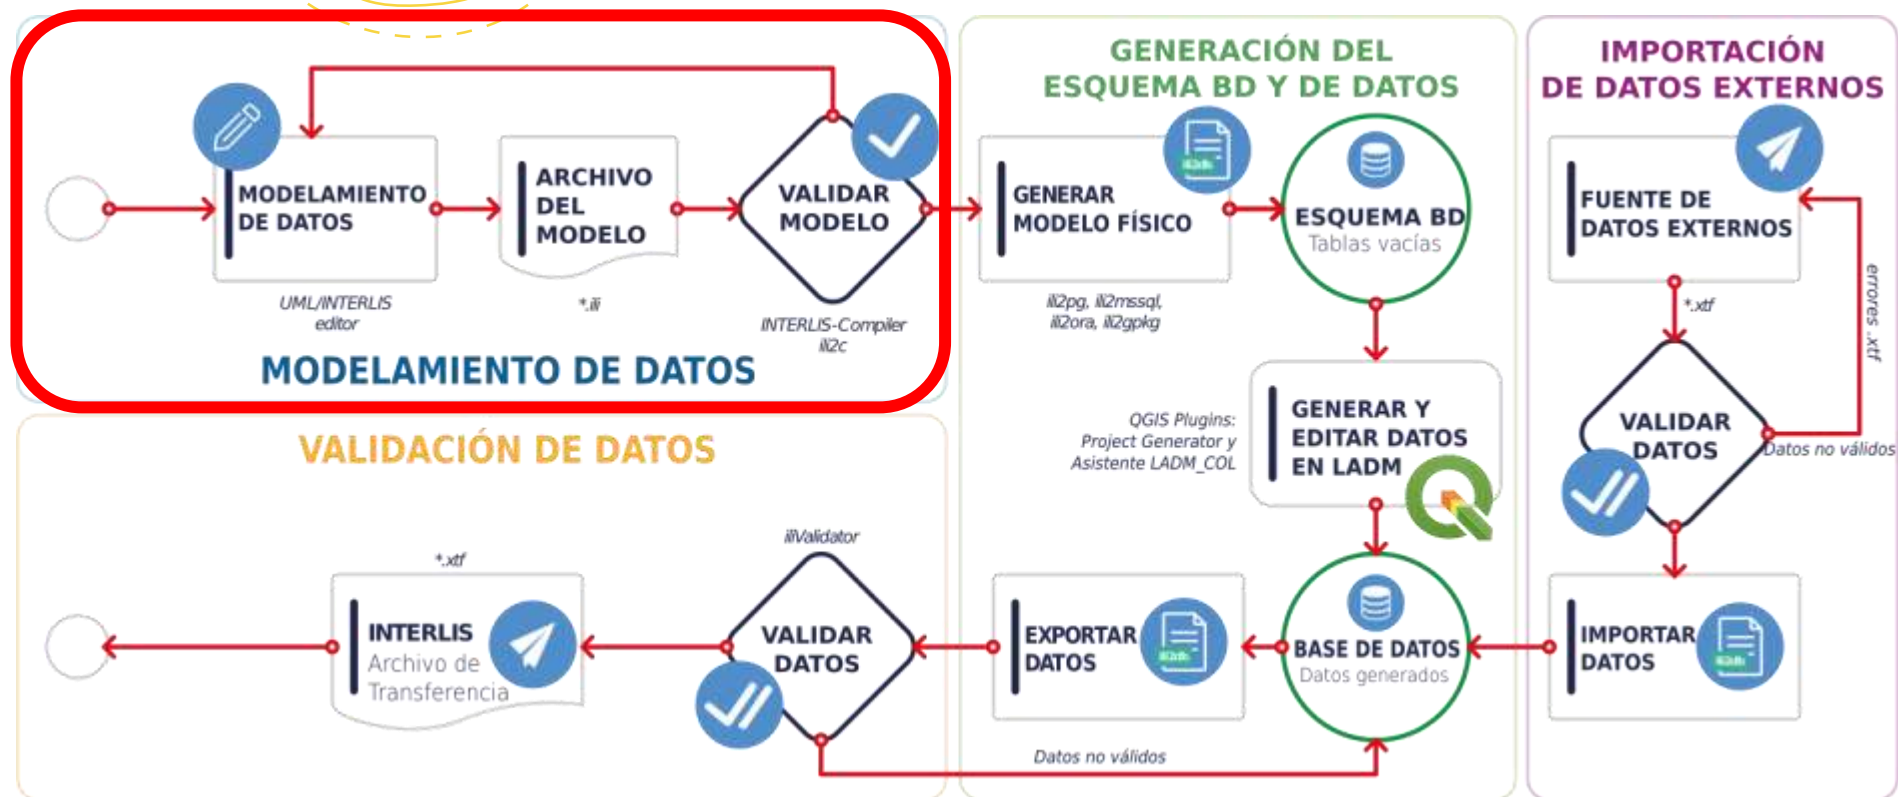 MODELAMIENTO
DE DATOS
UML/INTERLIS
editor
ARCHIVO
DEL
MODELO
*.ili
VALIDAR
MODELO
INTERLIS-Compiler
ili2c
MODELAMIENTO DE DATOS
GENERACIÓN DEL
ESQUEMA BD Y DE DATOS
GENERAR
MODELO FÍSICO
ili2pg, ili2mssql,
ili2ora, ili2gpkg
ESQUEMA BD
Tablas vacías
QGIS Plugins:
Project Generator y
Asistente LADM_COL
GENERAR Y
EDITAR DATOS
EN LADM
BASE DE DATOS
Datos generados
EXPORTAR
DATOS
IMPORTACIÓN
DE DATOS EXTERNOS
FUENTE DE
DATOS EXTERNOS
*.xtf
errores .xtf
VALIDAR
DATOS
Datos no válidos
IMPORTAR
DATOS
VALIDACIÓN DE DATOS
iliValidator
VALIDAR
DATOS
Datos no válidos
*.xtf
INTERLIS
Archivo de
Transferencia